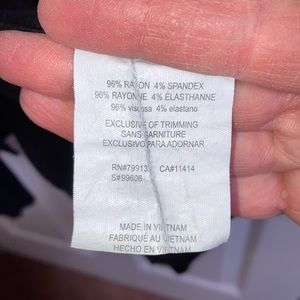 96% RAYON 4% SPANDEX
96% RAYONNE 4% ÉLASTHANNE
96% viscosa 4% elastano
EXCLUSIVE OF TRIMMING
SANS GARNITURE
EXCLUSIVO PARA ADORNAR
RN#79913 CA#11414
S#99606
MADE IN VIETNAM
FABRIQUÉ AU VIETNAM
HECHO EN VIETNAM